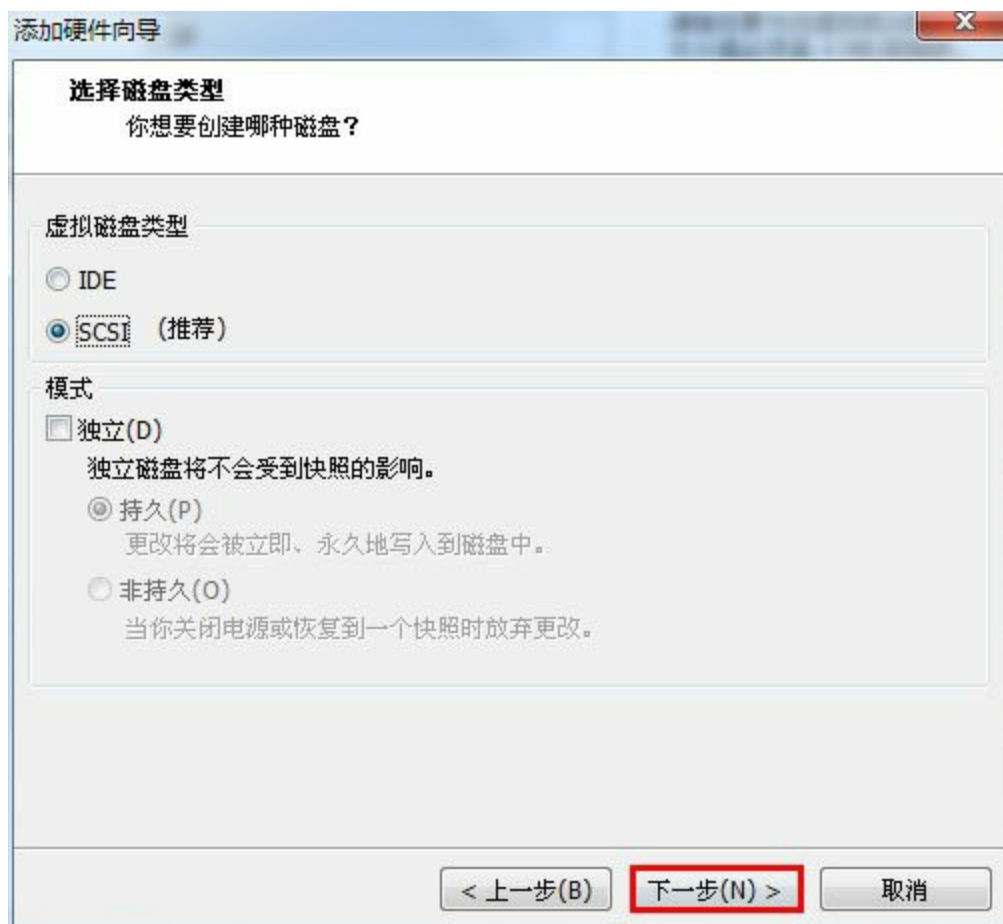 添加硬件向导
选择磁盘类型
你想要创建哪种磁盘？
虚拟磁盘类型
IDE
SCSI （推荐）
模式
独立(D)
独立磁盘将不会受到快照的影响。
持久(P)
更改将会被立即、永久地写入到磁盘中。
非持久(O)
当你关闭电源或恢复到一个快照时放弃更改。
< 上一步(B) 下一步(N) > 取消